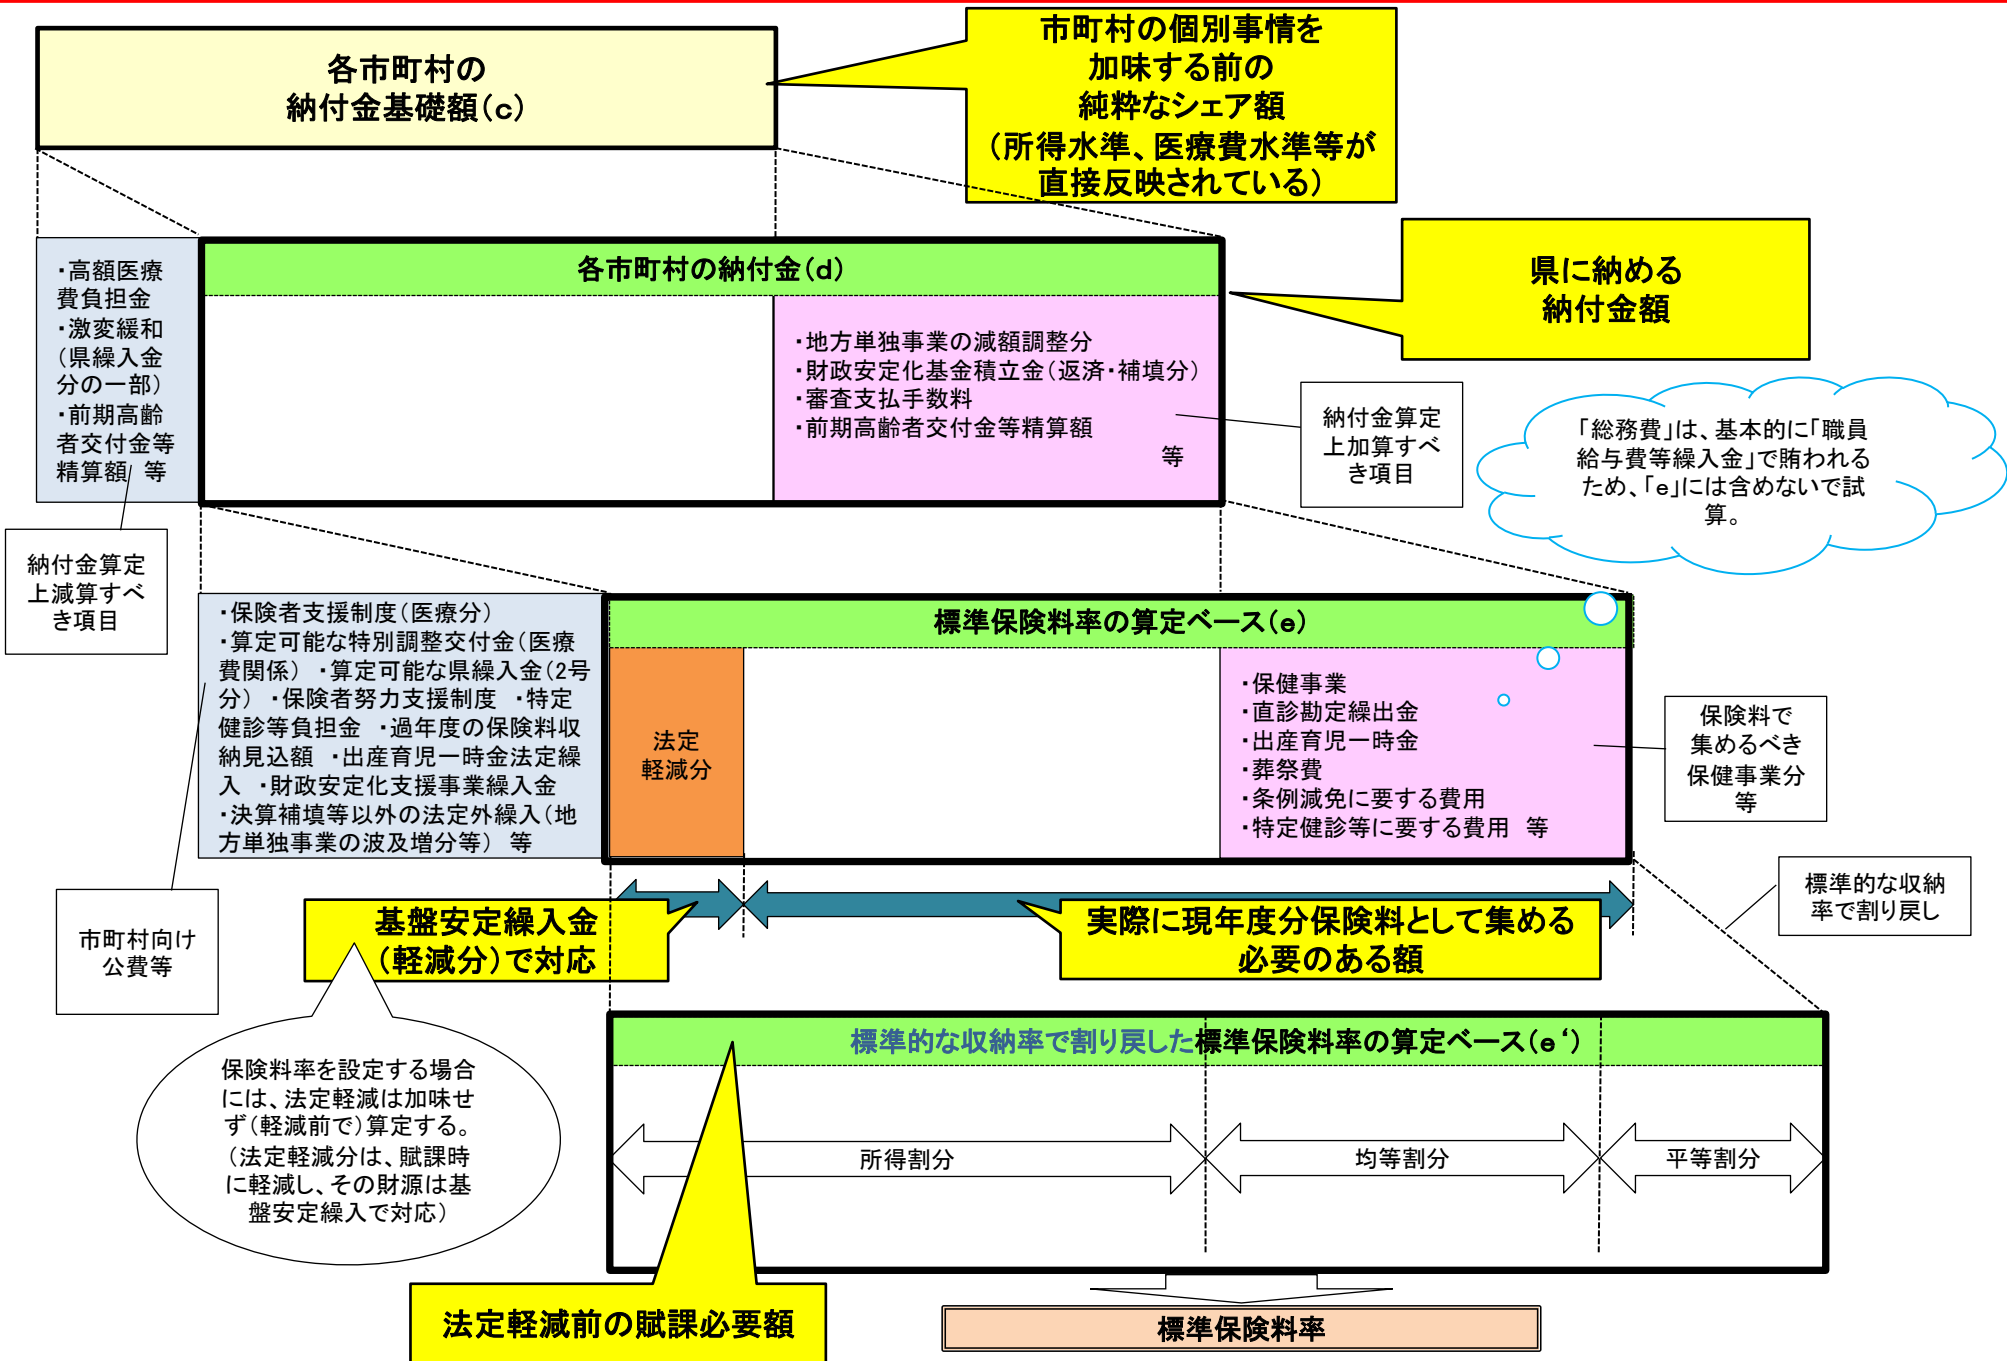 各市町村の
納付金基礎額(c)
市町村の個別事情を
加味する前の
純粋なシェア額
(所得水準、医療費水準等が
直接反映されている)
・高額医療
費負担金
・激変緩和
(県繰入金
分の一部)
・前期高齢
者交付金等
精算額 等
各市町村の納付金(d)
・地方単独事業の減額調整分
・財政安定化基金積立金(返済・補填分)
・審査支払手数料
・前期高齢者交付金等精算額
等
県に納める
納付金額
納付金算定
上加算すべ
き項目
「総務費」は、基本的に「職員
給与費等繰入金」で賄われる
ため、「e」には含めないで試
算。
納付金算定
上減算すべ
き項目
・保険者支援制度(医療分)
・算定可能な特別調整交付金(医療
費関係) ・算定可能な県繰入金(2号
分) ・保険者努力支援制度 ・特定
健診等負担金 ・過年度の保険料収
納見込額 ・出産育児一時金法定繰
入 ・財政安定化支援事業繰入金
・決算補填等以外の法定外繰入(地
方単独事業の波及増分等) 等
標準保険料率の算定ベース(e)
法定
軽減分
・保健事業
・直診勘定繰出金
・出産育児一時金
・葬祭費
・条例減免に要する費用
・特定健診等に要する費用 等
保険料で
集めるべき
保健事業分
等
市町村向け
公費等
基盤安定繰入金
(軽減分)で対応
実際に現年度分保険料として集める
必要のある額
標準的な収納
率で割り戻し
保険料率を設定する場合
には、法定軽減は加味せ
ず(軽減前で)算定する。
(法定軽減分は、賦課時
に軽減し、その財源は基
盤安定繰入で対応)
標準的な収納率で割り戻した標準保険料率の算定ベース(e‘)
所得割分
均等割分
平等割分
法定軽減前の賦課必要額
標準保険料率